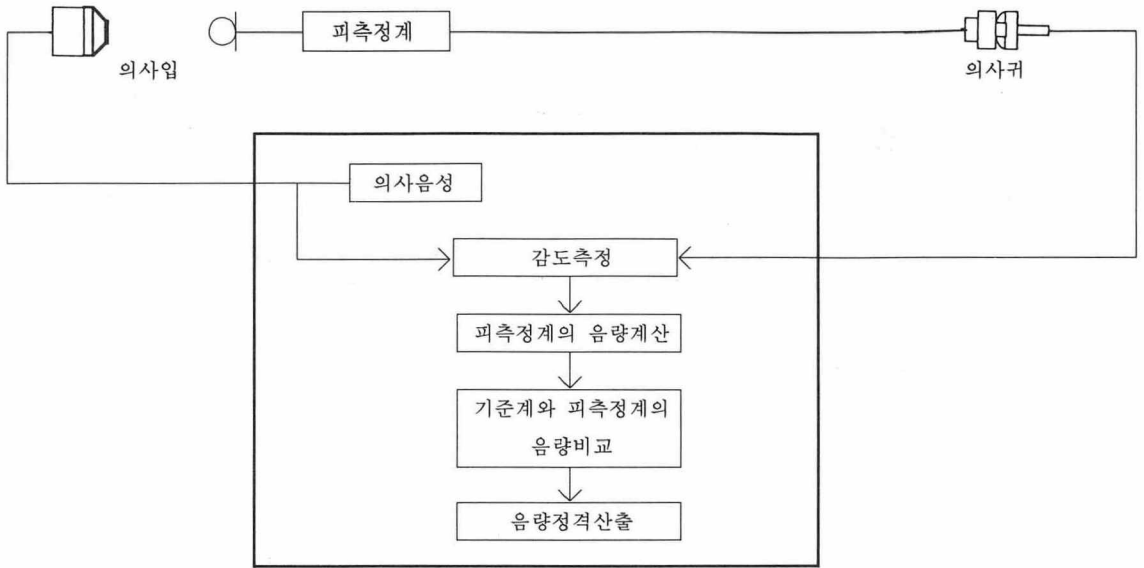 피측정계
의사입
의사귀
의사음성
감도측정
피측정계의 음량계산
기준계와 피측정계의
음량비교
음량정격산출